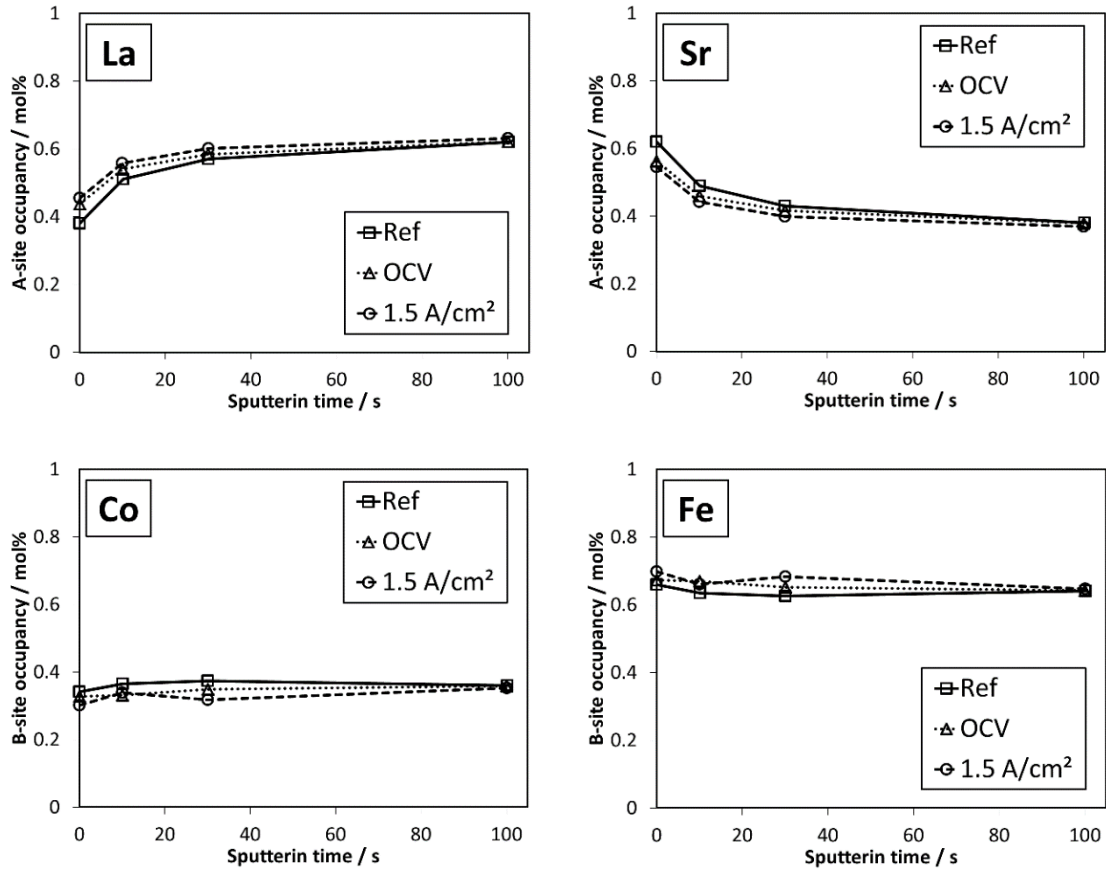 La
Ref
OCV
1.5 A/cm²
A-site occupancy / mol%
1
0.8
0.6
0.4
0.2
0
0 20 40 60 80 100
Sputterin time / s
Sr
Ref
OCV
1.5 A/cm²
A-site occupancy / mol%
1
0.8
0.6
0.4
0.2
0
0 20 40 60 80 100
Sputterin time / s
Co
Ref
OCV
1.5 A/cm²
B-site occupancy / mol%
1
0.8
0.6
0.4
0.2
0
0 20 40 60 80 100
Sputterin time / s
Fe
Ref
OCV
1.5 A/cm²
B-site occupancy / mol%
1
0.8
0.6
0.4
0.2
0
0 20 40 60 80 100
Sputterin time / s